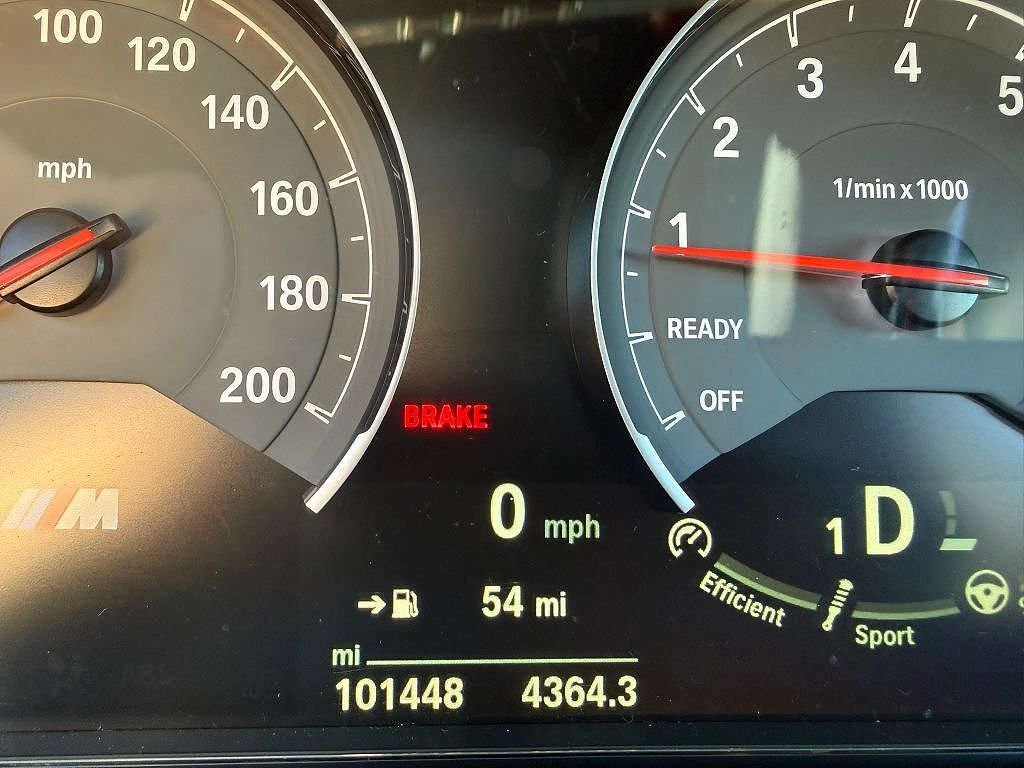 100
120
140
160
180
200
mph
1
2
3
4
5
1/min x 1000
READY
OFF
BRAKE
M
0 mph
1 D
54 mi
Efficient
Sport
mi
101448 4364.3
ABS